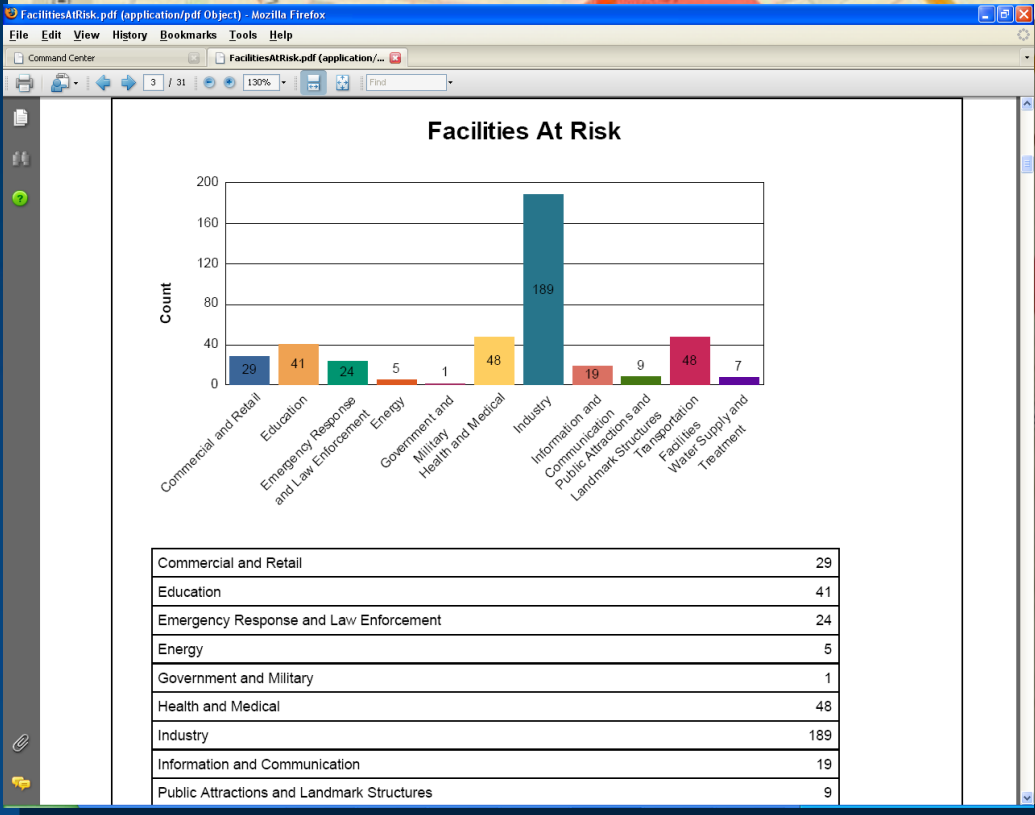 FacilitiesAtRisk.pdf (application/pdf Object) - Mozilla Firefox
File Edit View History Bookmarks Tools Help
Command Center
FacilitiesAtRisk.pdf (application/...
3 / 31
130%
Find
Facilities At Risk
Count
200
160
120
80
40
0
29
41
24
5
1
48
189
19
9
48
7
Commercial and Retail
Education
Emergency Response
and Law Enforcement
Energy
Government and
Military
Health and Medical
Industry
Information and
Communication
Public Attractions and
Landmark Structures
Transportation
Facilities
Water Supply and
Treatment
Commercial and Retail 29
Education 41
Emergency Response and Law Enforcement 24
Energy 5
Government and Military 1
Health and Medical 48
Industry 189
Information and Communication 19
Public Attractions and Landmark Structures 9